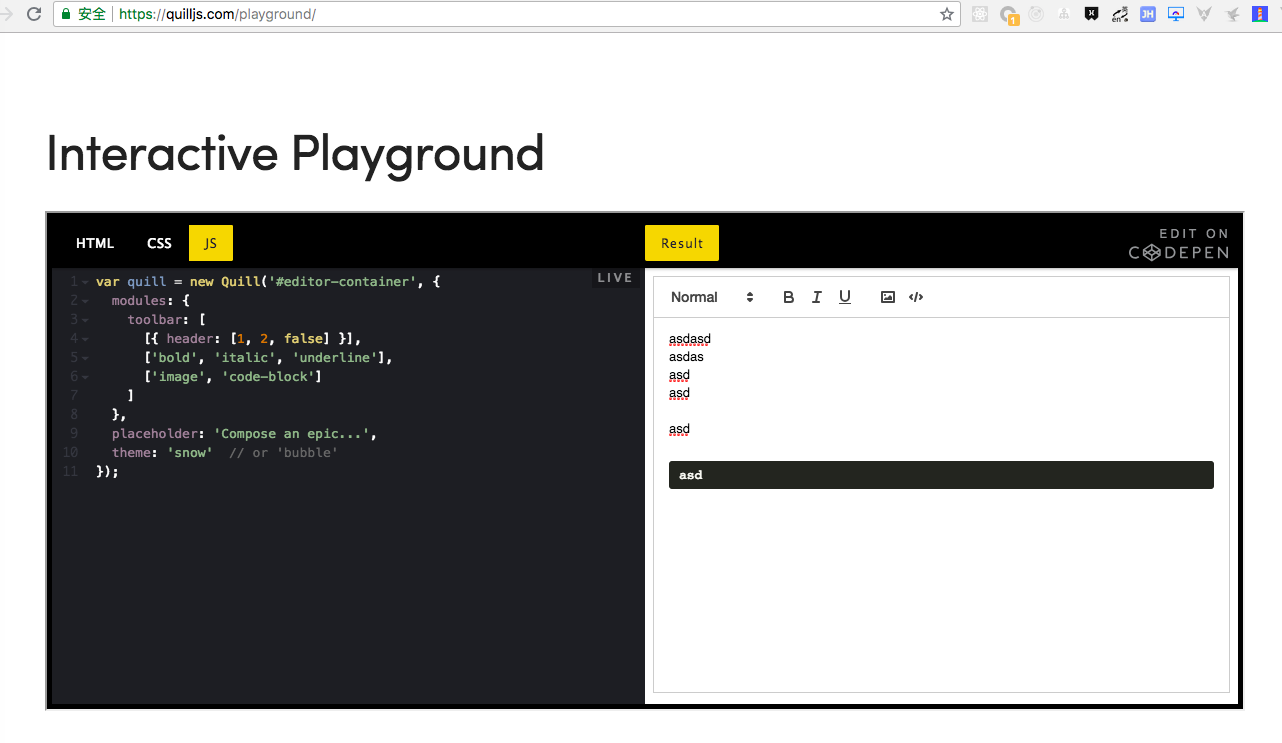 安全 https://quilljs.com/playground/
1
en
JH
Interactive Playground
HTML CSS JS
Result
EDIT ON
CODEPEN
LIVE
1 var quill = new Quill('#editor-container', {
2 modules: {
3 toolbar: [
4 [{ header: [1, 2, false] }],
5 ['bold', 'italic', 'underline'],
6 ['image', 'code-block']
7 ]
8 },
9 placeholder: 'Compose an epic...',
10 theme: 'snow'  // or 'bubble'
11 });
Normal B I U </>
asdasd
asdas
asd
asd
asd
asd